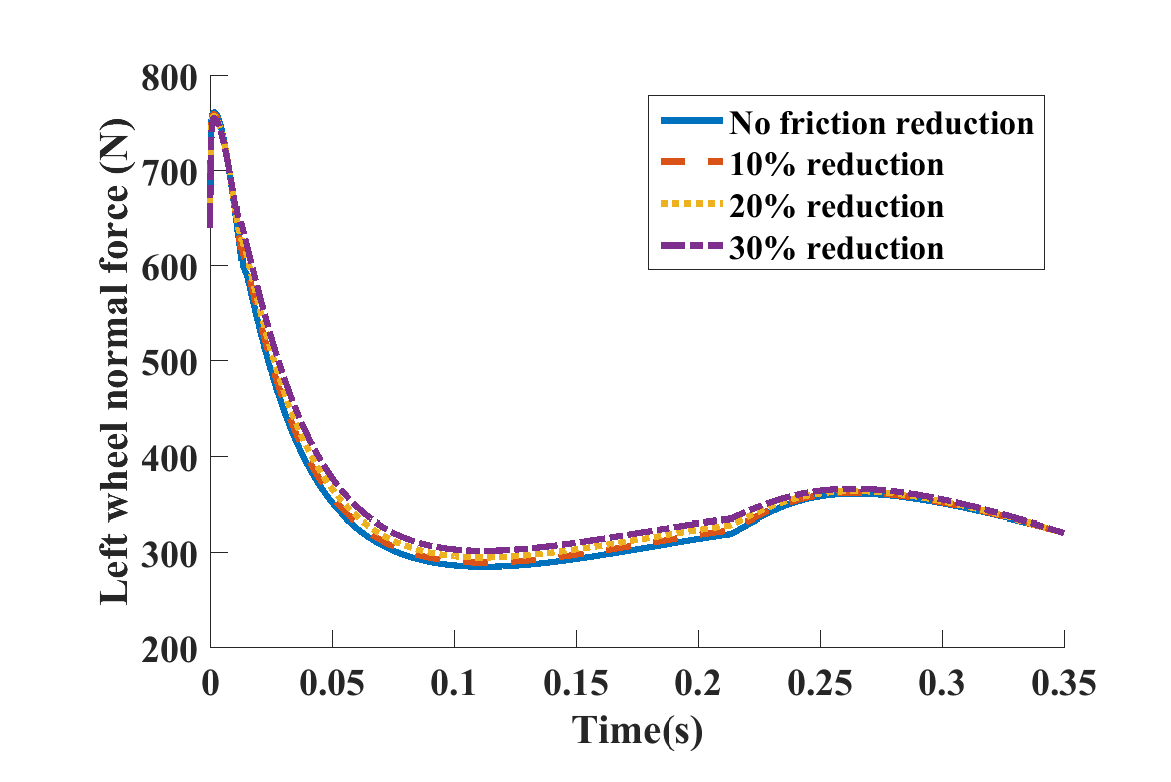 800
700
600
500
400
300
200
0
0.05
0.1
0.15
0.2
0.25
0.3
0.35
Left wheel normal force (N)
Time(s)
No friction reduction
10% reduction
20% reduction
30% reduction